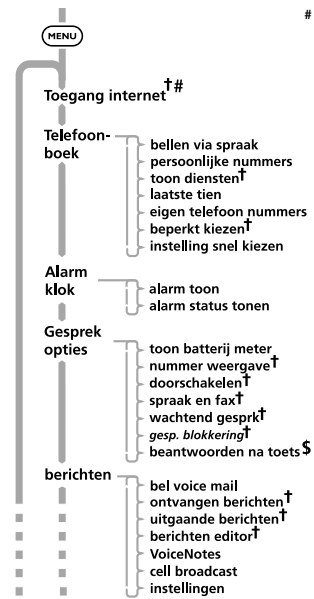 #
MENU
Toegang internet†#
Telefoon-
boek
bellen via spraak
persoonlijke nummers
toon diensten†
laatste tien
eigen telefoon nummers
beperkt kiezen†
instelling snel kiezen
Alarm
klok
alarm toon
alarm status tonen
Gesprek
opties
toon batterij meter
nummer weergave†
doorschakelen†
spraak en fax†
wachtend gesprk†
gesp. blokkering†
beantwoorden na toets$
berichten
bel voice mail
ontvangen berichten†
uitgaande berichten†
berichten editor†
VoiceNotes
cell broadcast
instellingen